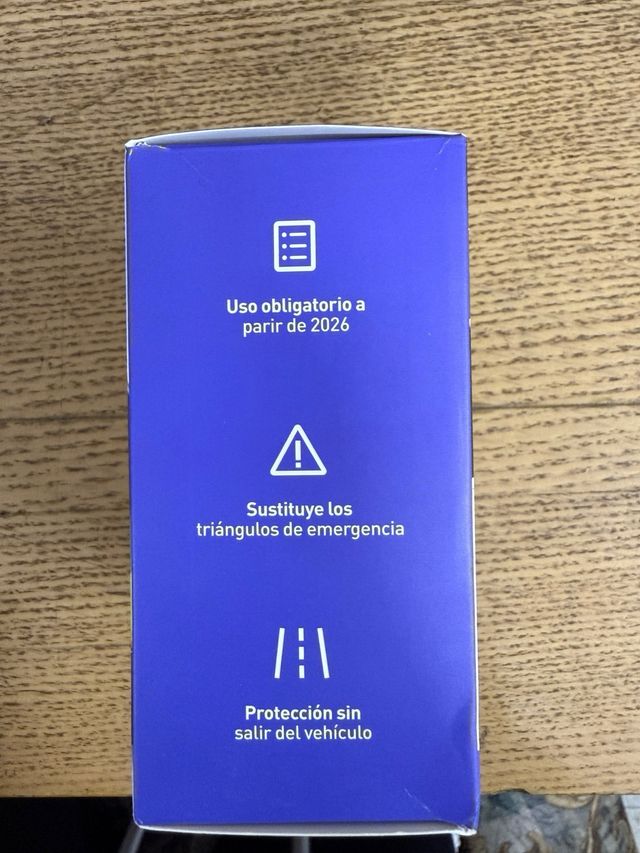 Uso obligatorio a
parir de 2026
Sustituye los
triángulos de emergencia
Protección sin
salir del vehículo